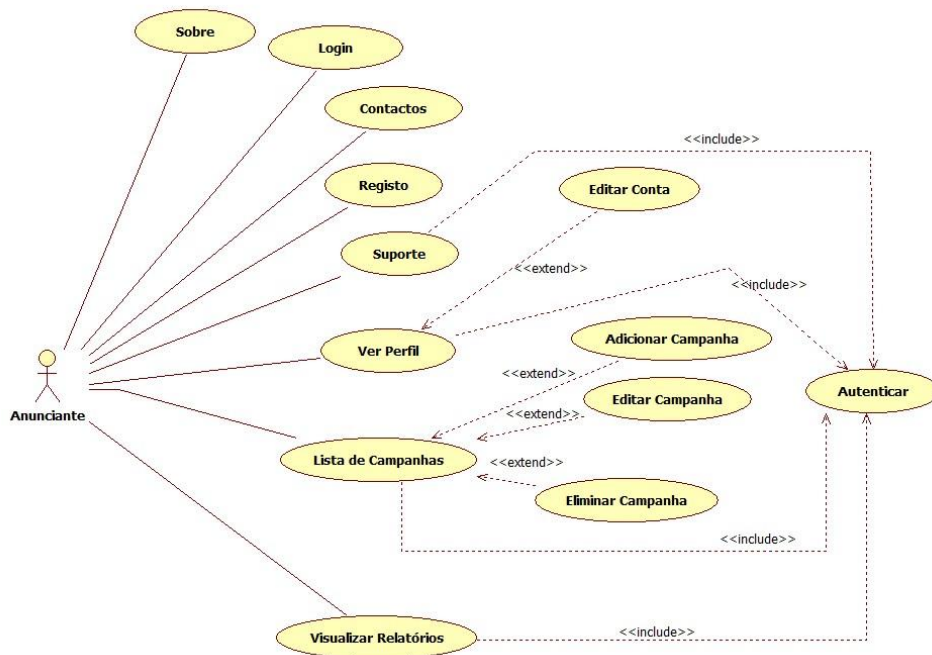 Sobre
Login
Contactos
<<include>>
Registo
Editar Conta
Suporte
<<extend>>
<<include>>
Adicionar Campanha
Ver Perfil
<<extend>>
Autenticar
Editar Campanha
<<extend>>
Anunciante
Lista de Campanhas
<<extend>>
Eliminar Campanha
<<include>>
Visualizar Relatórios
<<include>>